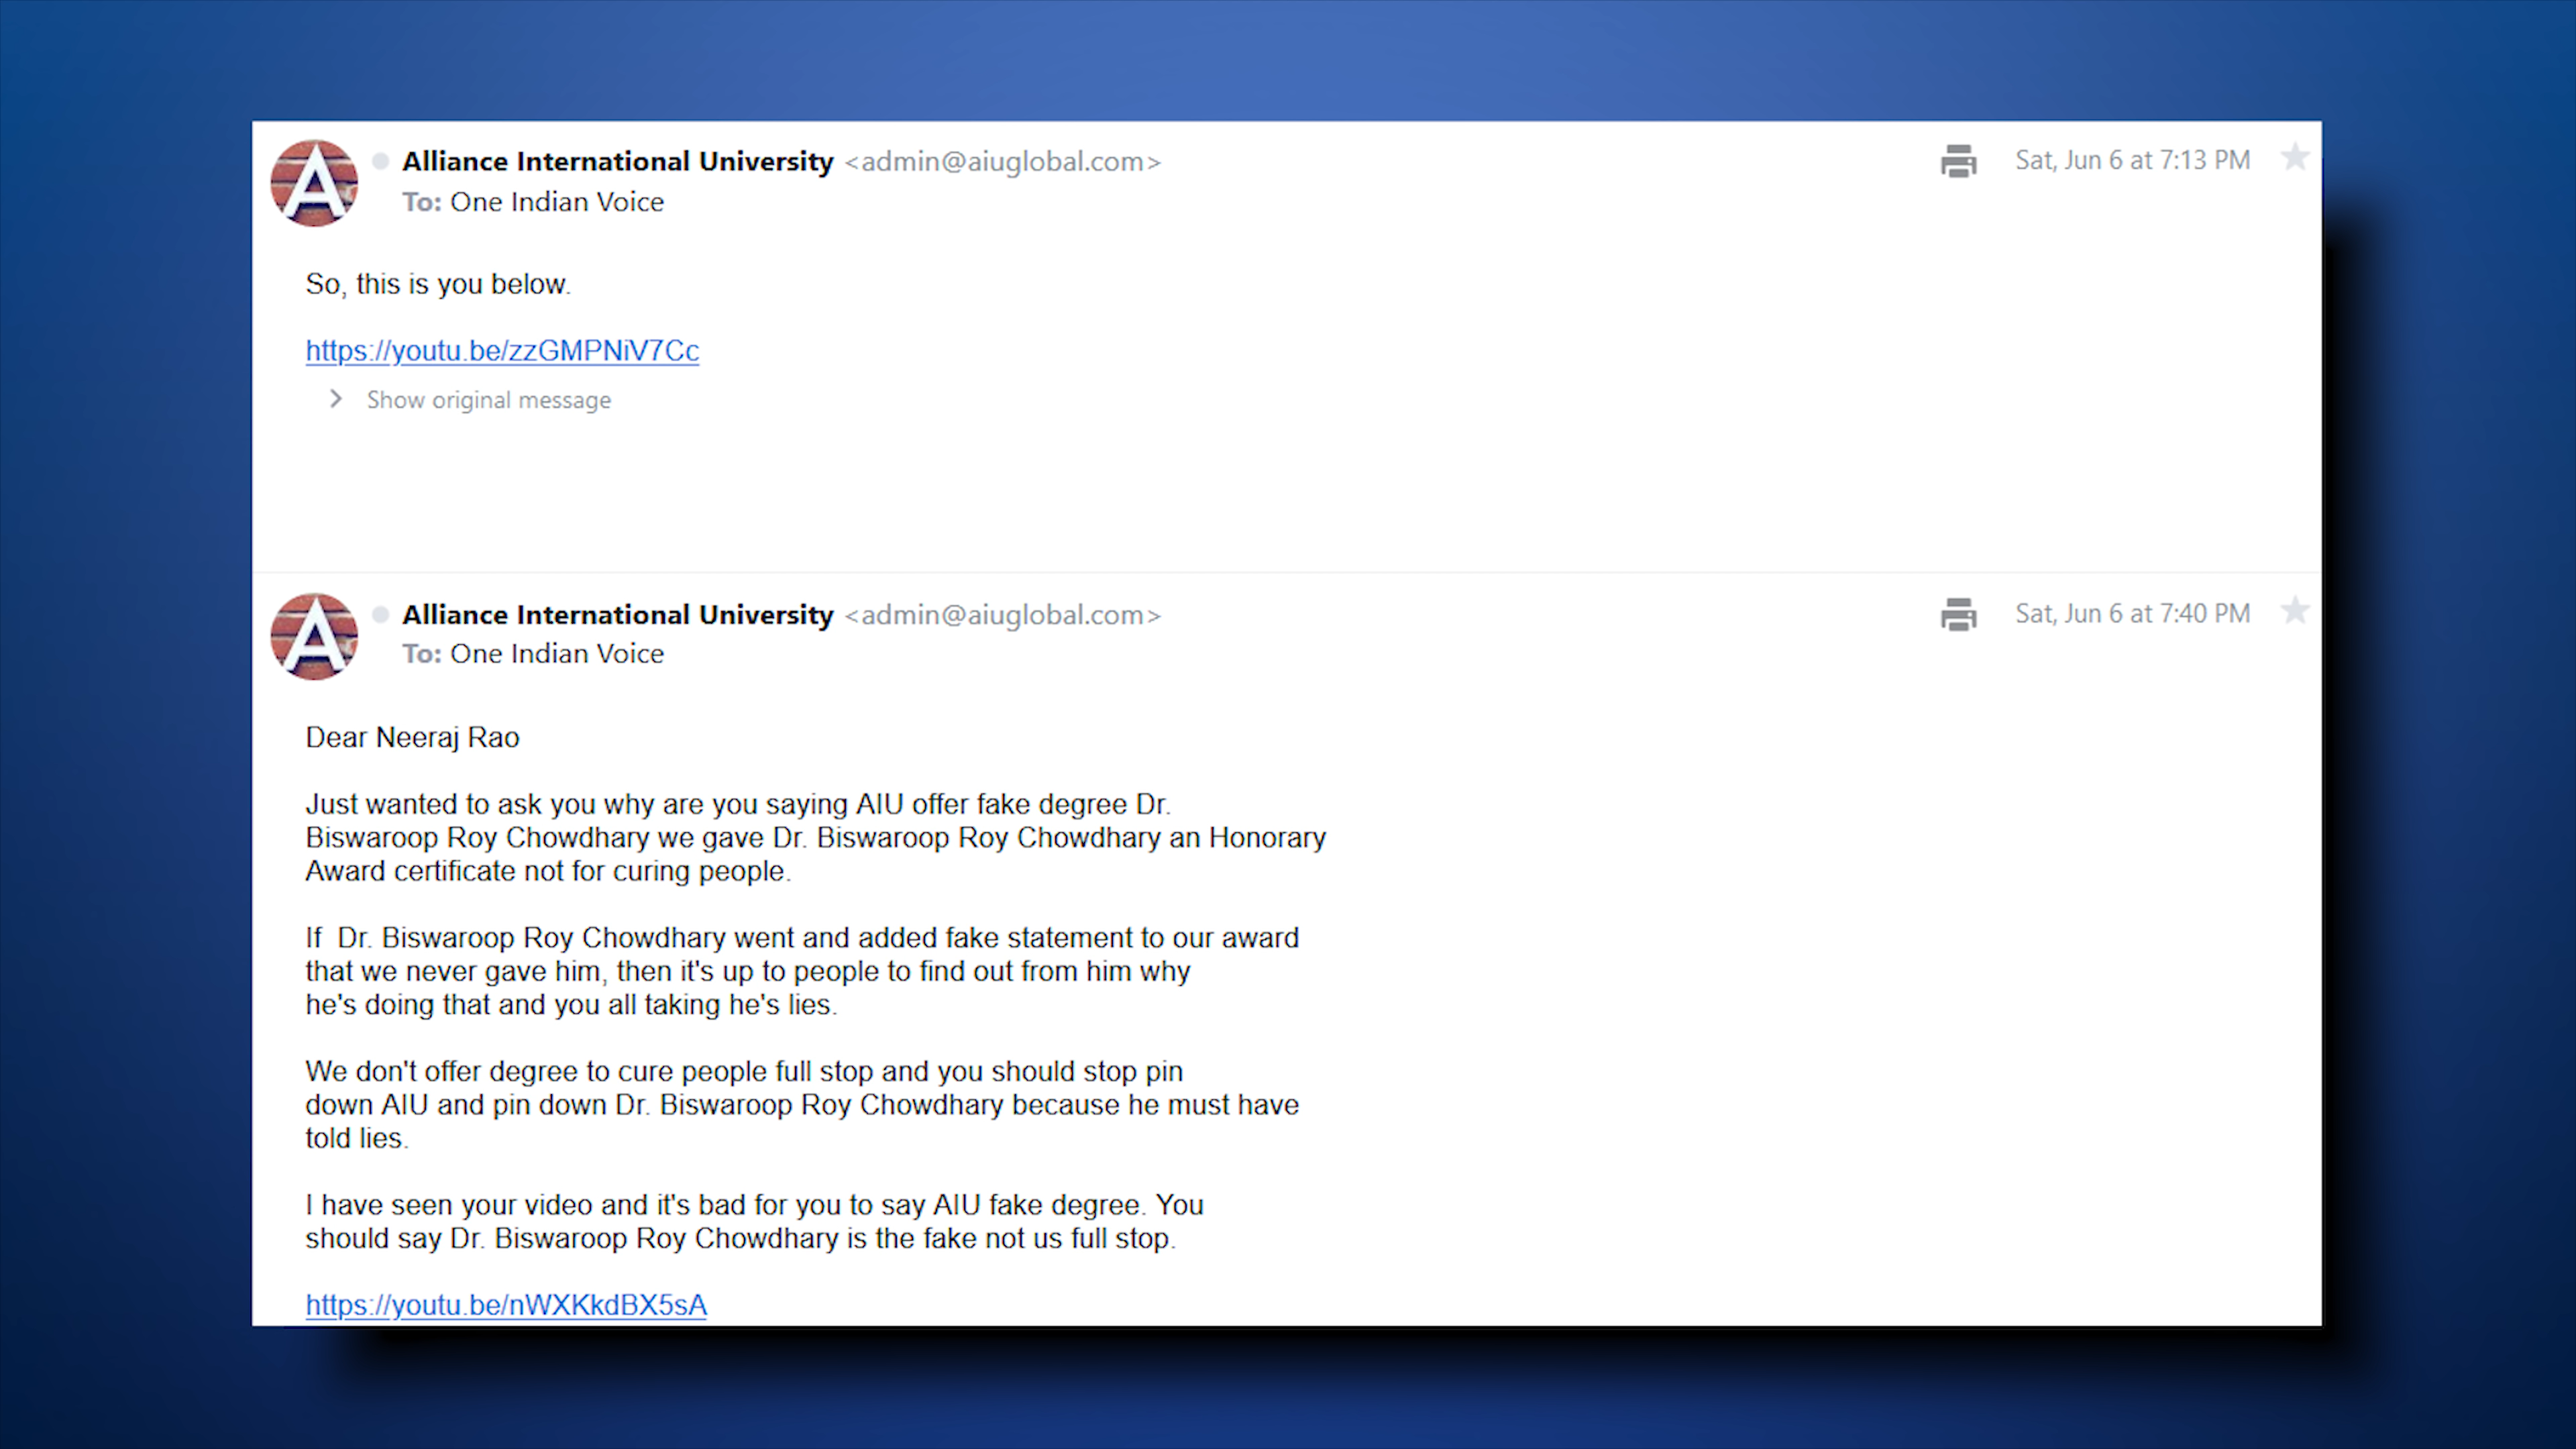 A
Alliance International University <admin@aiuglobal.com>
Sat, Jun 6 at 7:13 PM
To: One Indian Voice
So, this is you below.
https://youtu.be/zzGMPNiV7Cc
Show original message
A
Alliance International University <admin@aiuglobal.com>
Sat, Jun 6 at 7:40 PM
To: One Indian Voice
Dear Neeraj Rao
Just wanted to ask you why are you saying AIU offer fake degree Dr.
Biswaroop Roy Chowdhary we gave Dr. Biswaroop Roy Chowdhary an Honorary
Award certificate not for curing people.
If  Dr. Biswaroop Roy Chowdhary went and added fake statement to our award
that we never gave him, then it's up to people to find out from him why
he's doing that and you all taking he's lies.
We don't offer degree to cure people full stop and you should stop pin
down AIU and pin down Dr. Biswaroop Roy Chowdhary because he must have
told lies.
I have seen your video and it's bad for you to say AIU fake degree. You
should say Dr. Biswaroop Roy Chowdhary is the fake not us full stop.
https://youtu.be/nWXKkdBX5sA